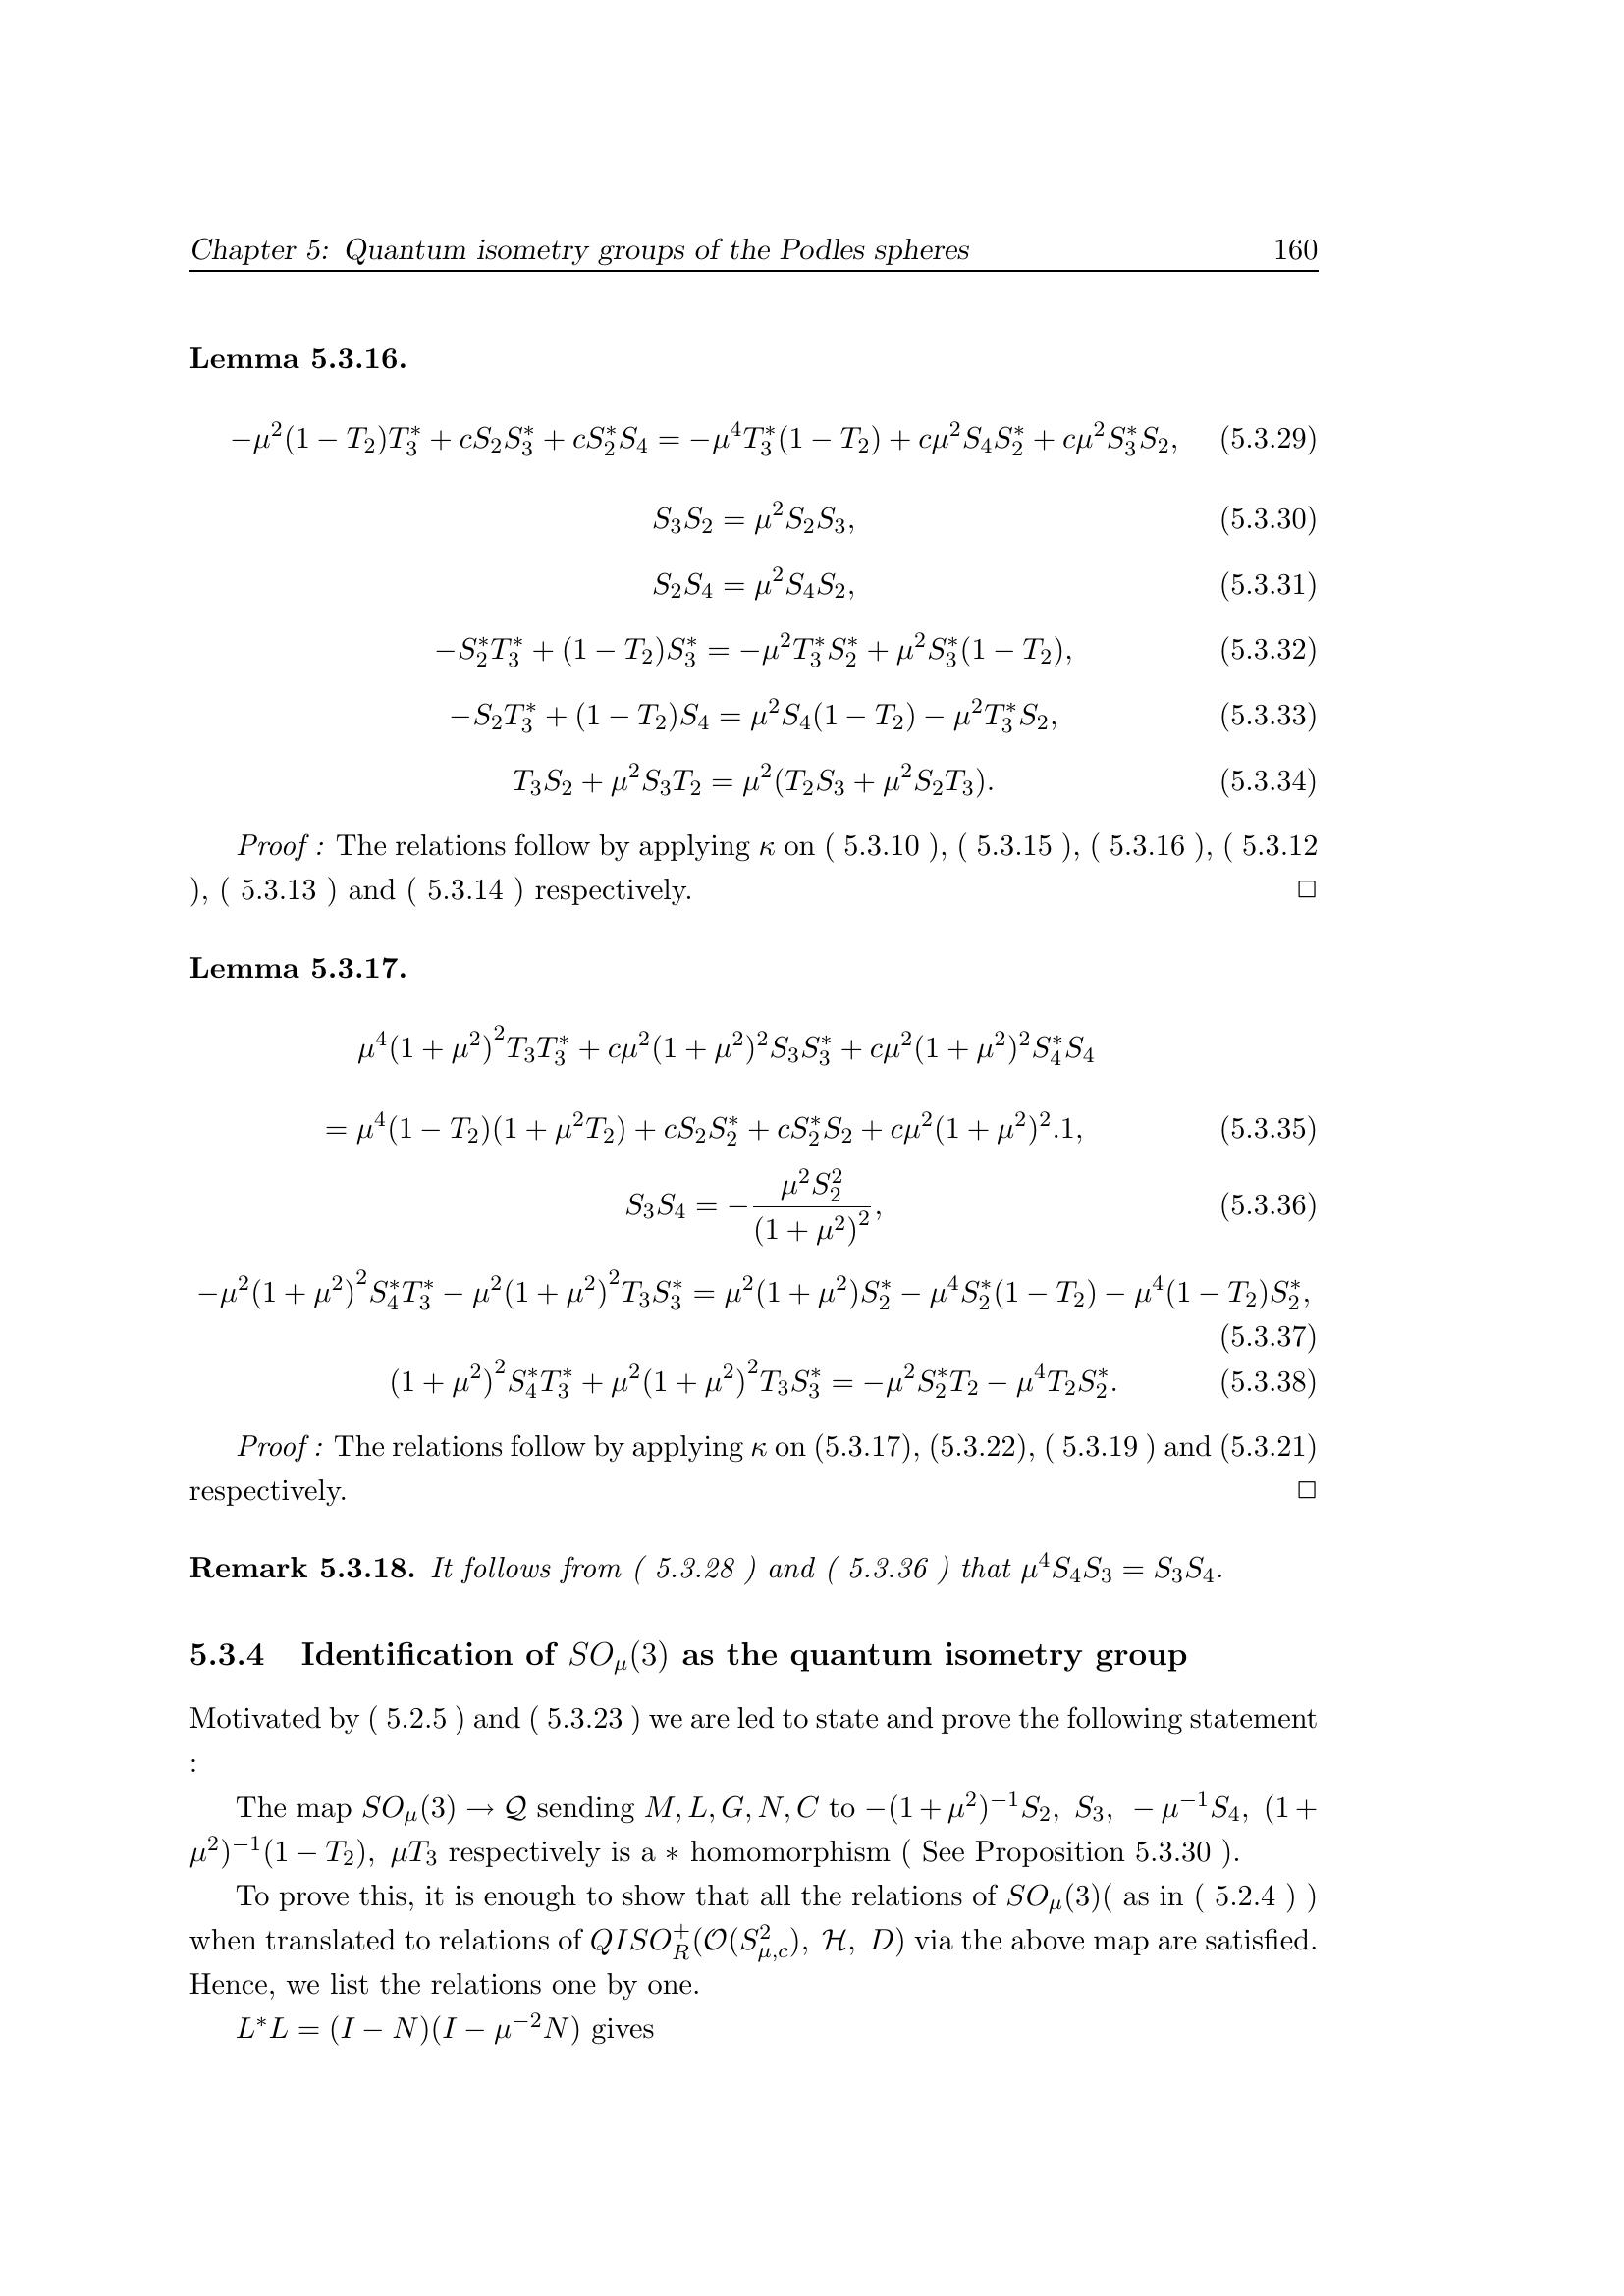 Chapter 5: Quantum isometry groups of the Podles spheres 160
Lemma 5.3.16.
$-\mu^2(1 - T_2)T_3^* + cS_2S_3^* + cS_2^*S_4 = -\mu^4T_3^*(1 - T_2) + c\mu^2S_4S_2^* + c\mu^2S_3^*S_2,$ (5.3.29)
$S_3S_2 = \mu^2S_2S_3,$ (5.3.30)
$S_2S_4 = \mu^2S_4S_2,$ (5.3.31)
$-S_2^*T_3^* + (1 - T_2)S_3^* = -\mu^2T_3^*S_2^* + \mu^2S_3^*(1 - T_2),$ (5.3.32)
$-S_2T_3^* + (1 - T_2)S_4 = \mu^2S_4(1 - T_2) - \mu^2T_3^*S_2,$ (5.3.33)
$T_3S_2 + \mu^2S_3T_2 = \mu^2(T_2S_3 + \mu^2S_2T_3).$ (5.3.34)
Proof : The relations follow by applying κ on ( 5.3.10 ), ( 5.3.15 ), ( 5.3.16 ), ( 5.3.12
), ( 5.3.13 ) and ( 5.3.14 ) respectively. □
Lemma 5.3.17.
$\mu^4(1 + \mu^2)^2T_3T_3^* + c\mu^2(1 + \mu^2)^2S_3S_3^* + c\mu^2(1 + \mu^2)^2S_4^*S_4$
$= \mu^4(1 - T_2)(1 + \mu^2T_2) + cS_2S_2^* + cS_2^*S_2 + c\mu^2(1 + \mu^2)^2.1,$ (5.3.35)
$S_3S_4 = -\frac{\mu^2S_2^2}{(1 + \mu^2)^2},$ (5.3.36)
$-\mu^2(1 + \mu^2)^2S_4^*T_3^* - \mu^2(1 + \mu^2)^2T_3S_3^* = \mu^2(1 + \mu^2)S_2^* - \mu^4S_2^*(1 - T_2) - \mu^4(1 - T_2)S_2^*,$
(5.3.37)
$(1 + \mu^2)^2S_4^*T_3^* + \mu^2(1 + \mu^2)^2T_3S_3^* = -\mu^2S_2^*T_2 - \mu^4T_2S_2^*.$ (5.3.38)
Proof : The relations follow by applying κ on (5.3.17), (5.3.22), ( 5.3.19 ) and (5.3.21)
respectively. □
Remark 5.3.18. It follows from ( 5.3.28 ) and ( 5.3.36 ) that $\mu^4S_4S_3 = S_3S_4.$
5.3.4 Identification of $SO_\mu(3)$ as the quantum isometry group
Motivated by ( 5.2.5 ) and ( 5.3.23 ) we are led to state and prove the following statement
:
The map $SO_\mu(3) \to \mathcal{Q}$ sending $M, L, G, N, C$ to $-(1 + \mu^2)^{-1}S_2,\ S_3,\ -\mu^{-1}S_4,\ (1 +$
$\mu^2)^{-1}(1 - T_2),\ \mu T_3$ respectively is a ∗ homomorphism ( See Proposition 5.3.30 ).
To prove this, it is enough to show that all the relations of $SO_\mu(3)$( as in ( 5.2.4 ) )
when translated to relations of $QISO_R^+(\mathcal{O}(S^2_{\mu,c}),\ \mathcal{H},\ D)$ via the above map are satisfied.
Hence, we list the relations one by one.
$L^*L = (I - N)(I - \mu^{-2}N)$ gives